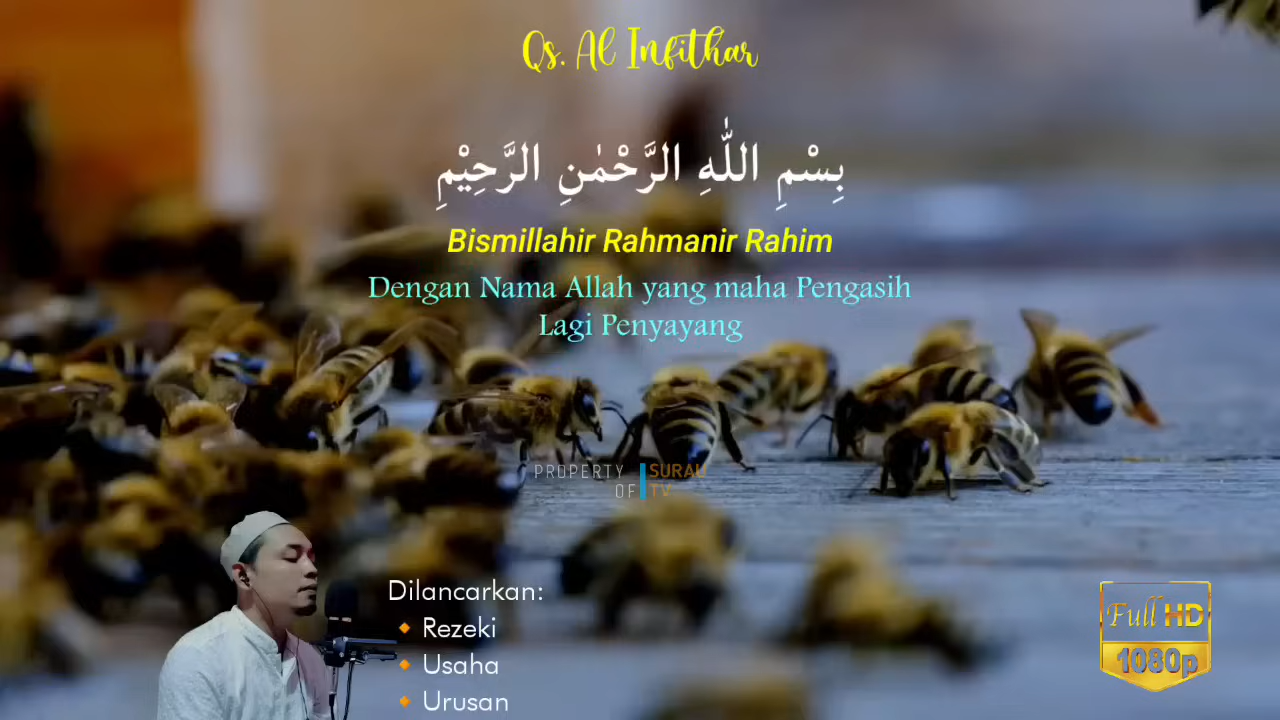 Qs. Al Infithar
بِسْمِ اللّٰهِ الرَّحْمٰنِ الرَّحِيْمِ
Bismillahir Rahmanir Rahim
Dengan Nama Allah yang maha Pengasih
Lagi Penyayang
PROPERTY OF SURAU TV
Dilancarkan:
🔸 Rezeki
🔸 Usaha
🔸 Urusan
Full HD
1080p